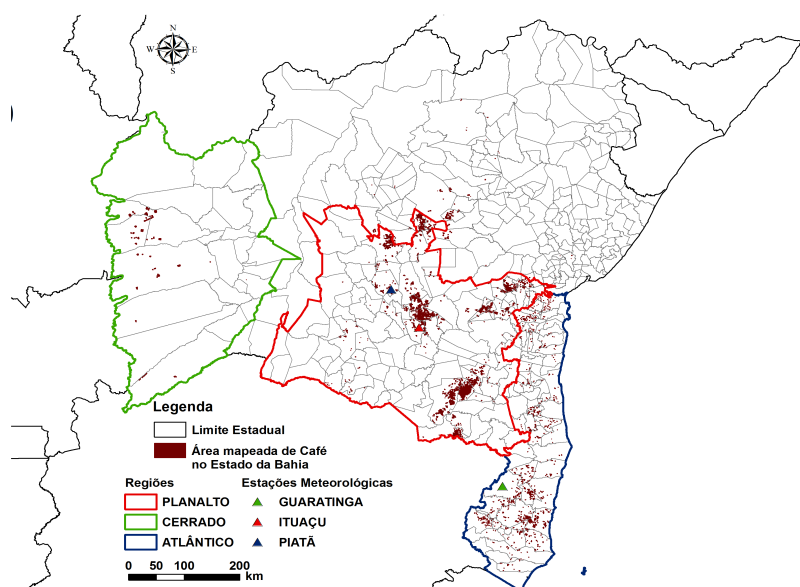 N
W E
S
Legenda
Limite Estadual
Área mapeada de Café
no Estado da Bahia
Regiões
PLANALTO
CERRADO
ATLÂNTICO
Estações Meteorológicas
GUARATINGA
ITUAÇU
PIATÃ
0 50 100 200
km